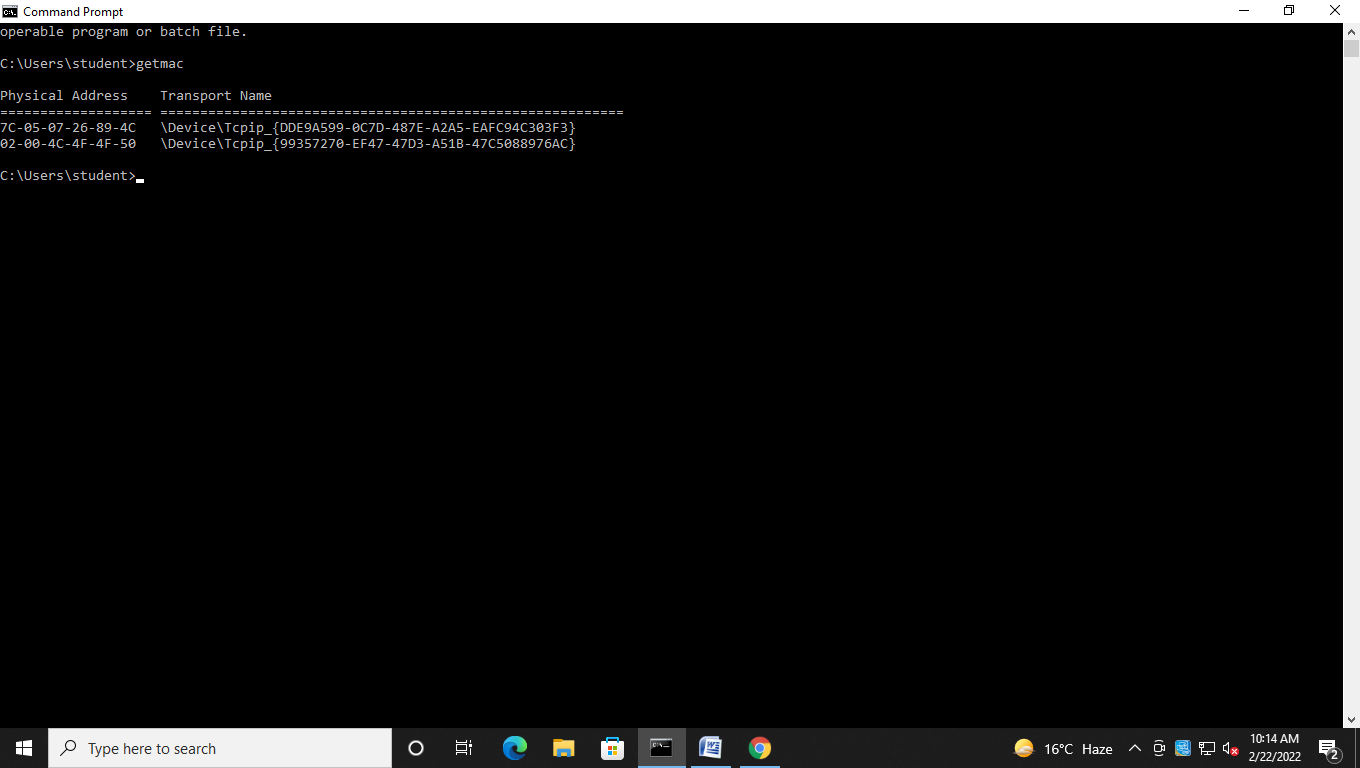 Command Prompt
operable program or batch file.
C:\Users\student>getmac
Physical Address    Transport Name
=================== ==========================================================
7C-05-07-26-89-4C   \Device\Tcpip_{DDE9A599-0C7D-487E-A2A5-EAFC94C303F3}
02-00-4C-4F-4F-50   \Device\Tcpip_{99357270-EF47-47D3-A51B-47C5088976AC}
C:\Users\student>
Type here to search
16°C Haze
10:14 AM
2/22/2022
2